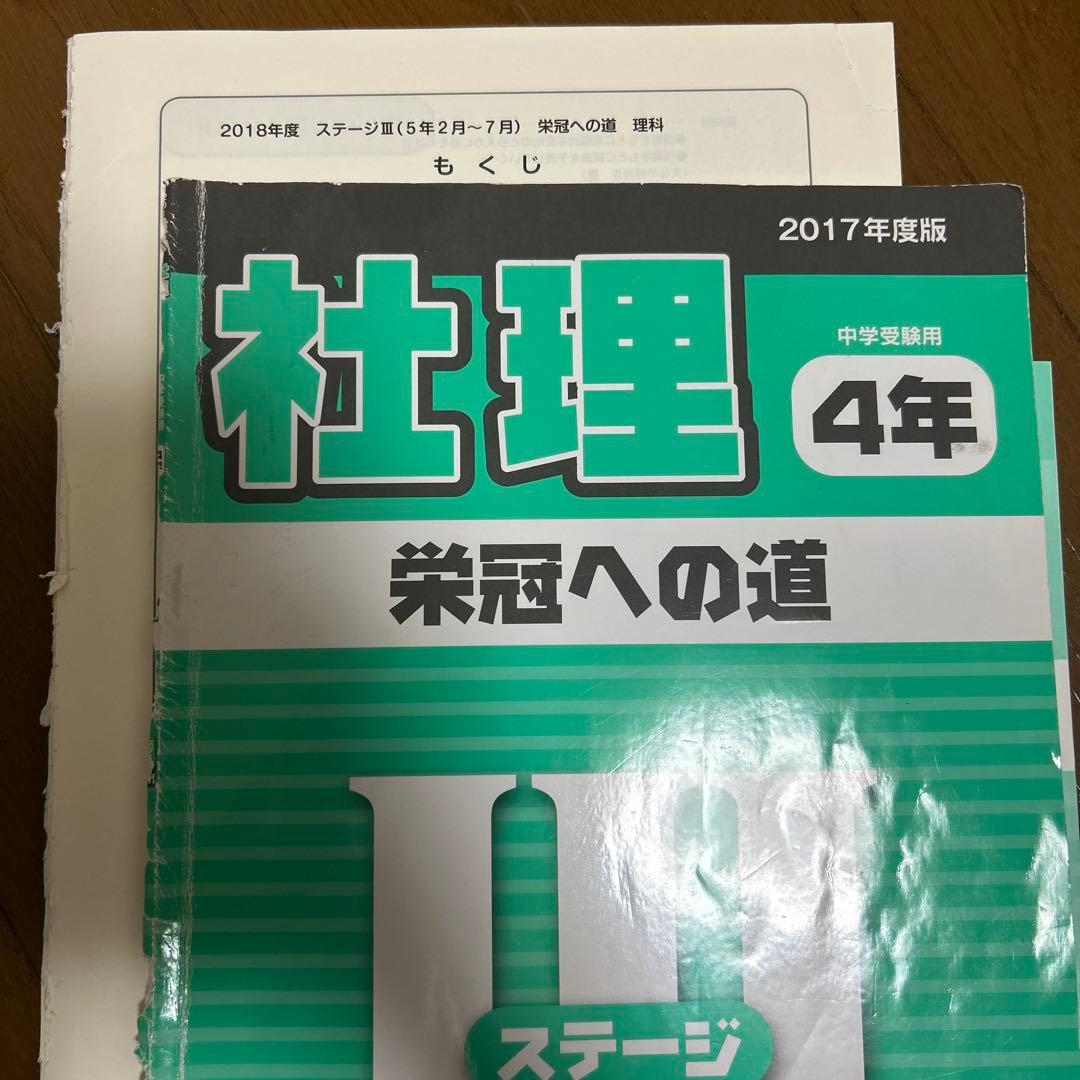 2018年度 ステージⅢ(5年2月～7月) 栄冠への道 理科
もくじ
2017年度版
社理
中学受験用
4年
栄冠への道
II
ステージ